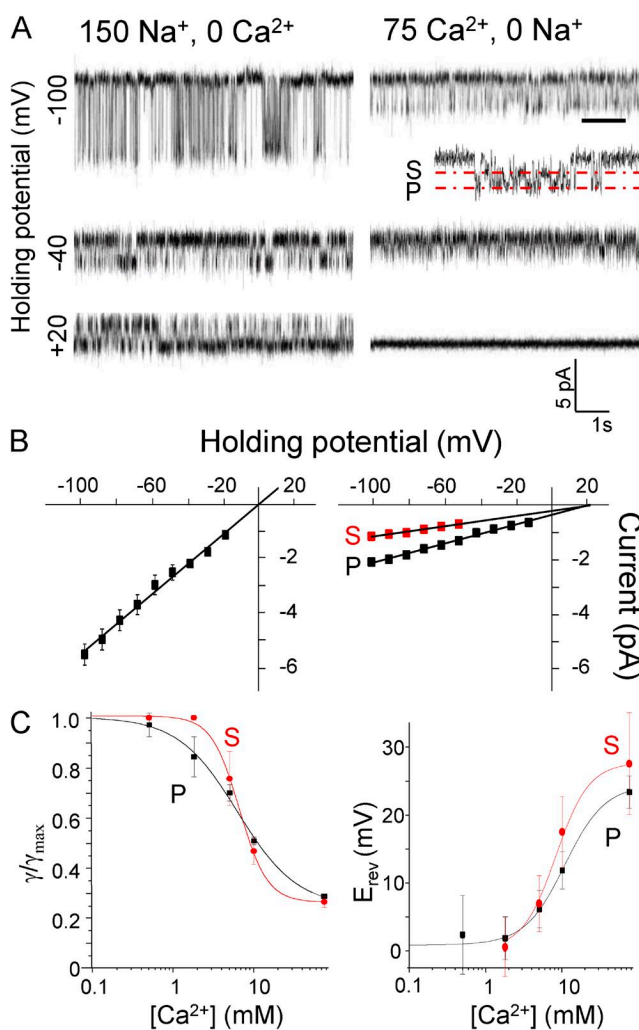 A
150 Na⁺, 0 Ca²⁺
75 Ca²⁺, 0 Na⁺
Holding potential (mV)
-100
S
P
-40
+20
5 pA
1s
B
Holding potential (mV)
-100 -60 -20 20
-100 -60 -20 20
S
P
-2
-4
-6
-2
-4
-6
Current (pA)
C
1.0
0.8
0.6
0.4
0.2
0.0
γ/γmax
S
P
0.1 1 10
[Ca²⁺] (mM)
30
20
10
0
Erev (mV)
S
P
0.1 1 10
[Ca²⁺] (mM)